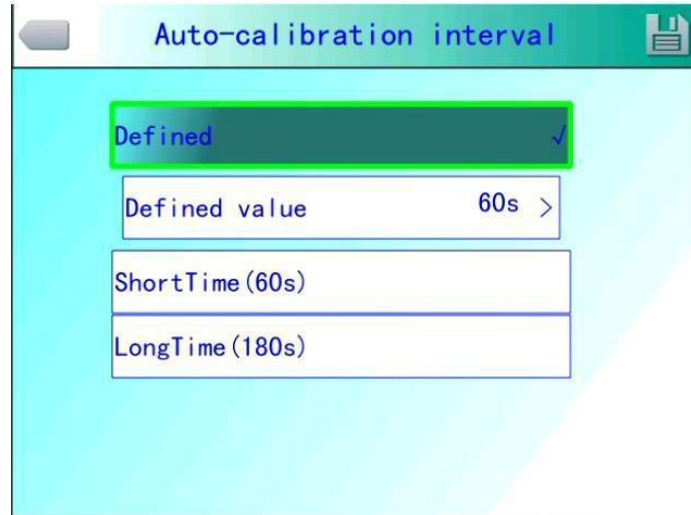 Auto-calibration interval
Defined √
Defined value 60s >
ShortTime(60s)
LongTime(180s)